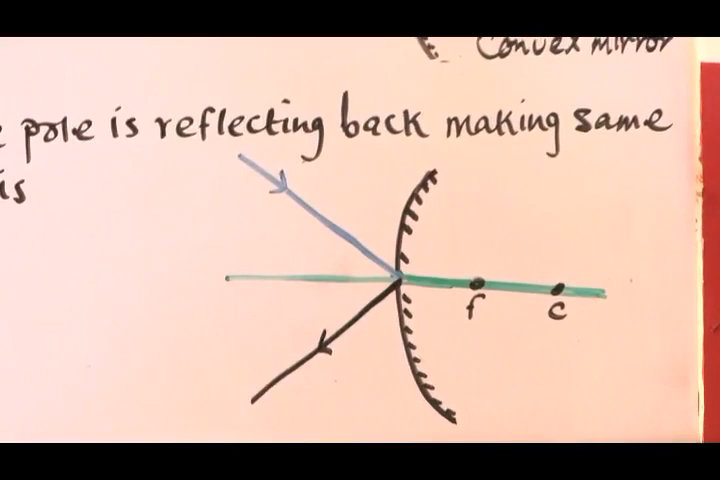 Convex mirror
pole is reflecting back making same
is
F
C